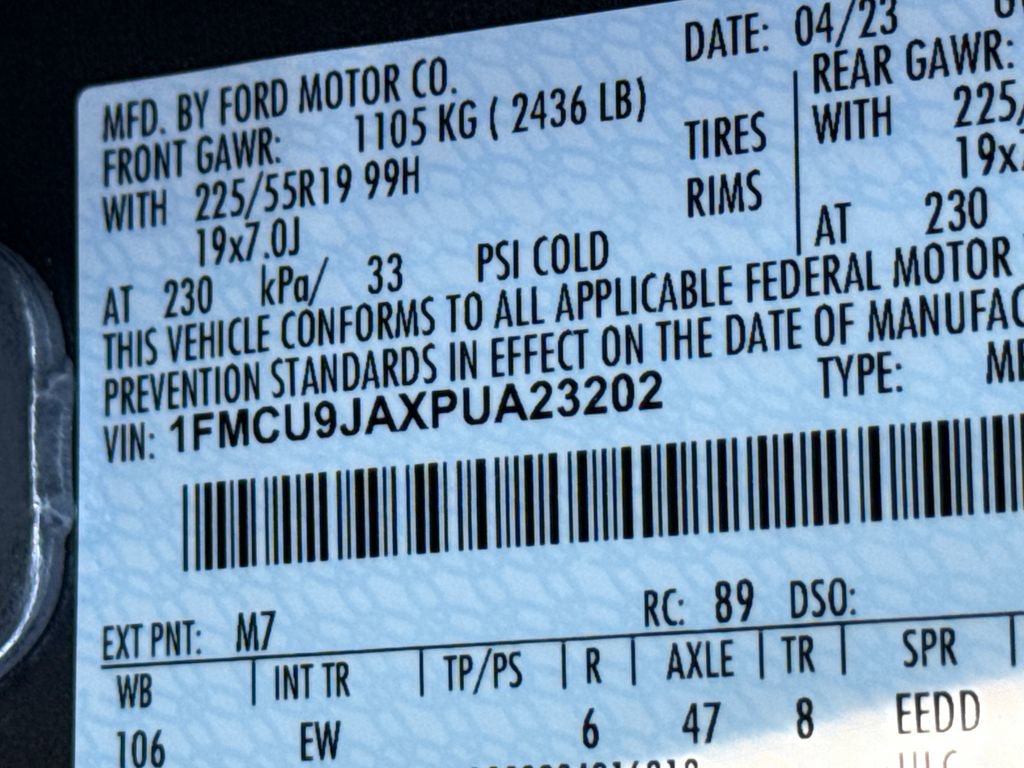 DATE: 04/23
MFD. BY FORD MOTOR CO.
FRONT GAWR: 1105 KG ( 2436 LB) REAR GAWR:
WITH 225/55R19 99H TIRES WITH 225/
19x7.0J RIMS 19x
AT 230 kPa/ 33 PSI COLD AT 230
THIS VEHICLE CONFORMS TO ALL APPLICABLE FEDERAL MOTOR
PREVENTION STANDARDS IN EFFECT ON THE DATE OF MANUFAC
VIN: 1FMCU9JAXPUA23202 TYPE:
EXT PNT: M7 RC: 89 DSO:
WB INT TR TP/PS R AXLE TR SPR
106 EW 6 47 8 EEDD